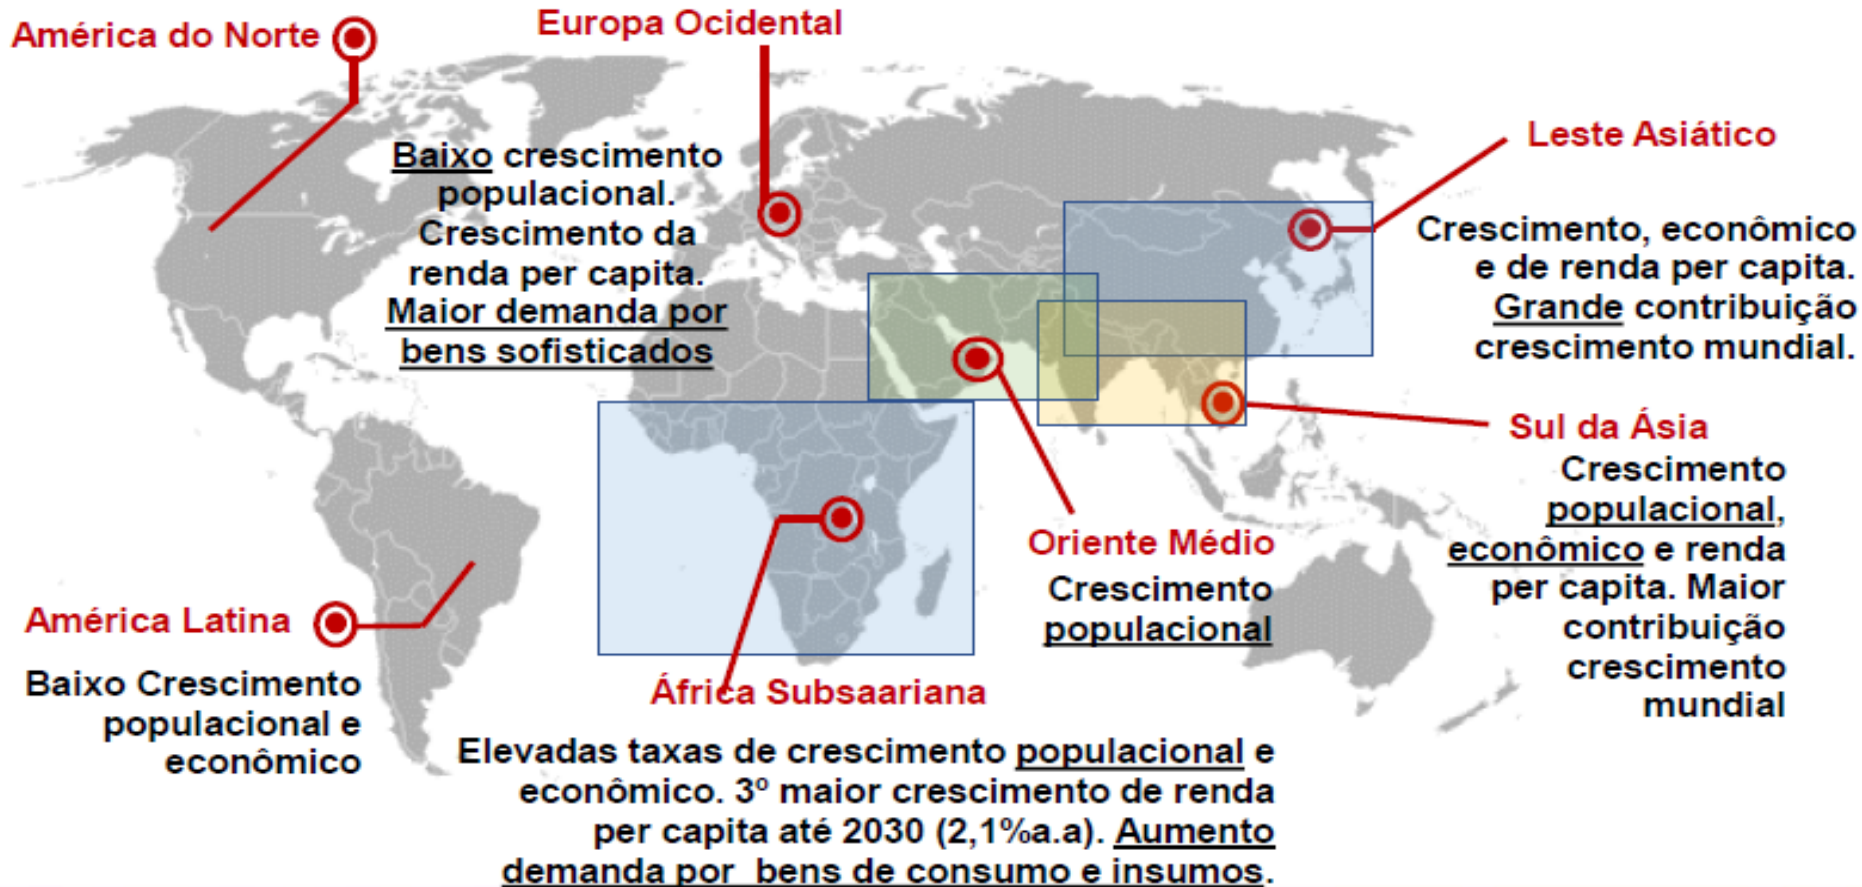 América do Norte
Europa Ocidental
Baixo crescimento
populacional.
Crescimento da
renda per capita.
Maior demanda por
bens sofisticados
Leste Asiático
Crescimento, econômico
e de renda per capita.
Grande contribuição
crescimento mundial.
Sul da Ásia
Crescimento
populacional,
econômico e renda
per capita. Maior
contribuição
crescimento
mundial
Oriente Médio
Crescimento
populacional
América Latina
Baixo Crescimento
populacional e
econômico
África Subsaariana
Elevadas taxas de crescimento populacional e
econômico. 3º maior crescimento de renda
per capita até 2030 (2,1%a.a). Aumento
demanda por bens de consumo e insumos.